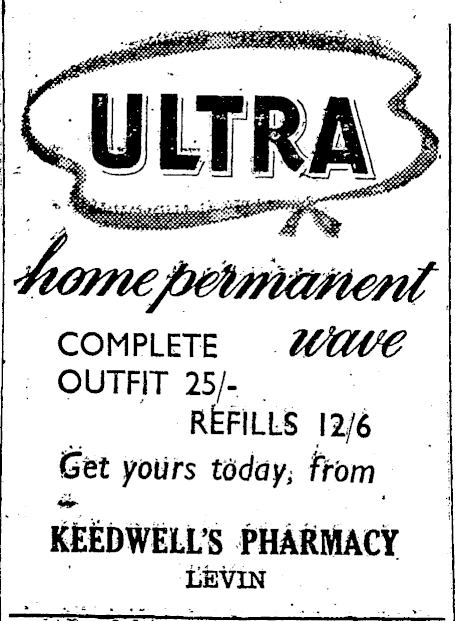 ULTRA
home permanent
wave
COMPLETE
OUTFIT 25/-
REFILLS 12/6
Get yours today, from
KEEDWELL'S PHARMACY
LEVIN